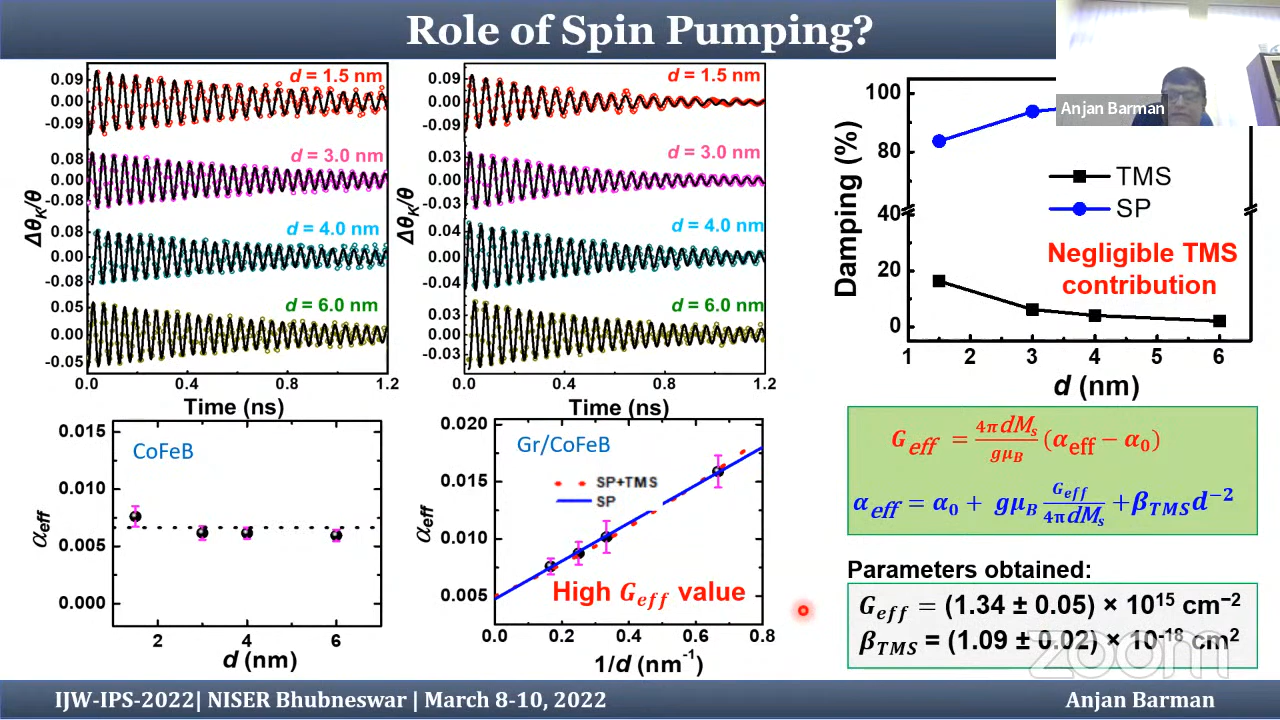 Role of Spin Pumping?
Anjan Barman
d = 1.5 nm
d = 3.0 nm
d = 4.0 nm
d = 6.0 nm
0.09
0.00
-0.09
0.08
0.00
-0.08
0.08
0.00
-0.08
0.05
0.00
-0.05
Δθ_K/θ
0.0 0.4 0.8 1.2
Time (ns)
d = 1.5 nm
d = 3.0 nm
d = 4.0 nm
d = 6.0 nm
0.09
0.00
-0.09
0.03
0.00
-0.03
0.04
0.00
-0.04
0.03
0.00
-0.03
Δθ_K/θ
0.0 0.4 0.8 1.2
Time (ns)
100
80
40
20
0
Damping (%)
TMS
SP
Negligible TMS
contribution
1 2 3 4 5 6
d (nm)
0.015
0.010
0.005
0.000
α_eff
CoFeB
2 4 6
d (nm)
0.020
0.015
0.010
0.005
α_eff
Gr/CoFeB
SP+TMS
SP
High G_eff value
0.0 0.2 0.4 0.6 0.8
1/d (nm⁻¹)
G_eff = 4πdM_s/gμ_B (α_eff − α_0)
α_eff = α_0 + gμ_B G_eff/4πdM_s + β_TMS d⁻²
Parameters obtained:
G_eff = (1.34 ± 0.05) × 10¹⁵ cm⁻²
β_TMS = (1.09 ± 0.02) × 10⁻¹⁸ cm²
zoom
IJW-IPS-2022| NISER Bhubneswar | March 8-10, 2022
Anjan Barman